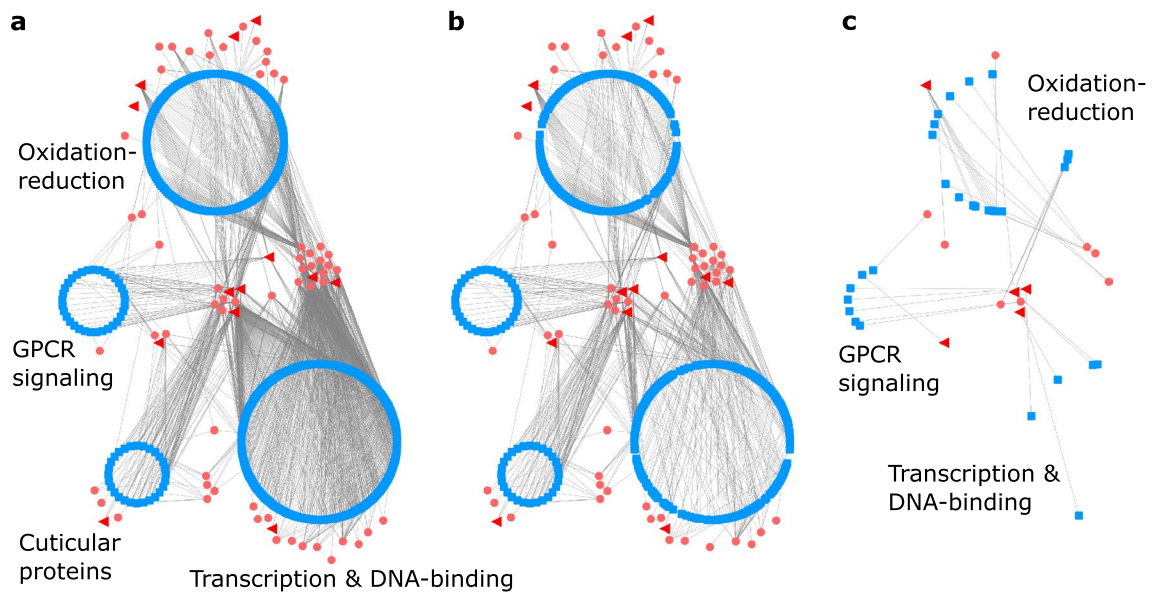 a
b
c
Oxidation-
reduction
GPCR
signaling
Cuticular
proteins
Transcription & DNA-binding
Oxidation-
reduction
GPCR
signaling
Transcription &
DNA-binding